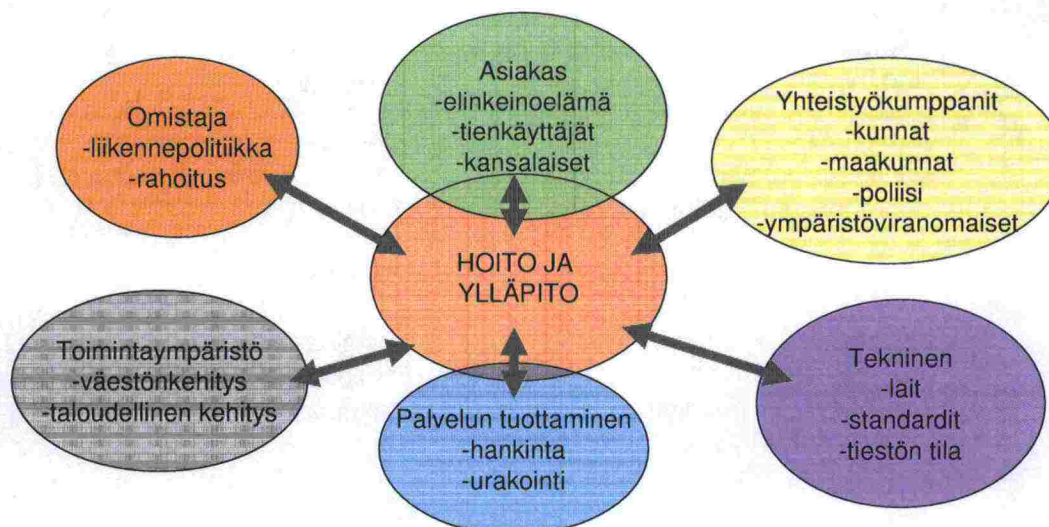 Omistaja
-liikennepolitiikka
-rahoitus
Asiakas
-elinkeinoelämä
-tienkäyttäjät
-kansalaiset
Yhteistyökumppanit
-kunnat
-maakunnat
-poliisi
-ympäristöviranomaiset
HOITO JA
YLLÄPITO
Toimintaympäristö
-väestönkehitys
-taloudellinen kehitys
Palvelun tuottaminen
-hankinta
-urakointi
Tekninen
-lait
-standardit
-tiestön tila